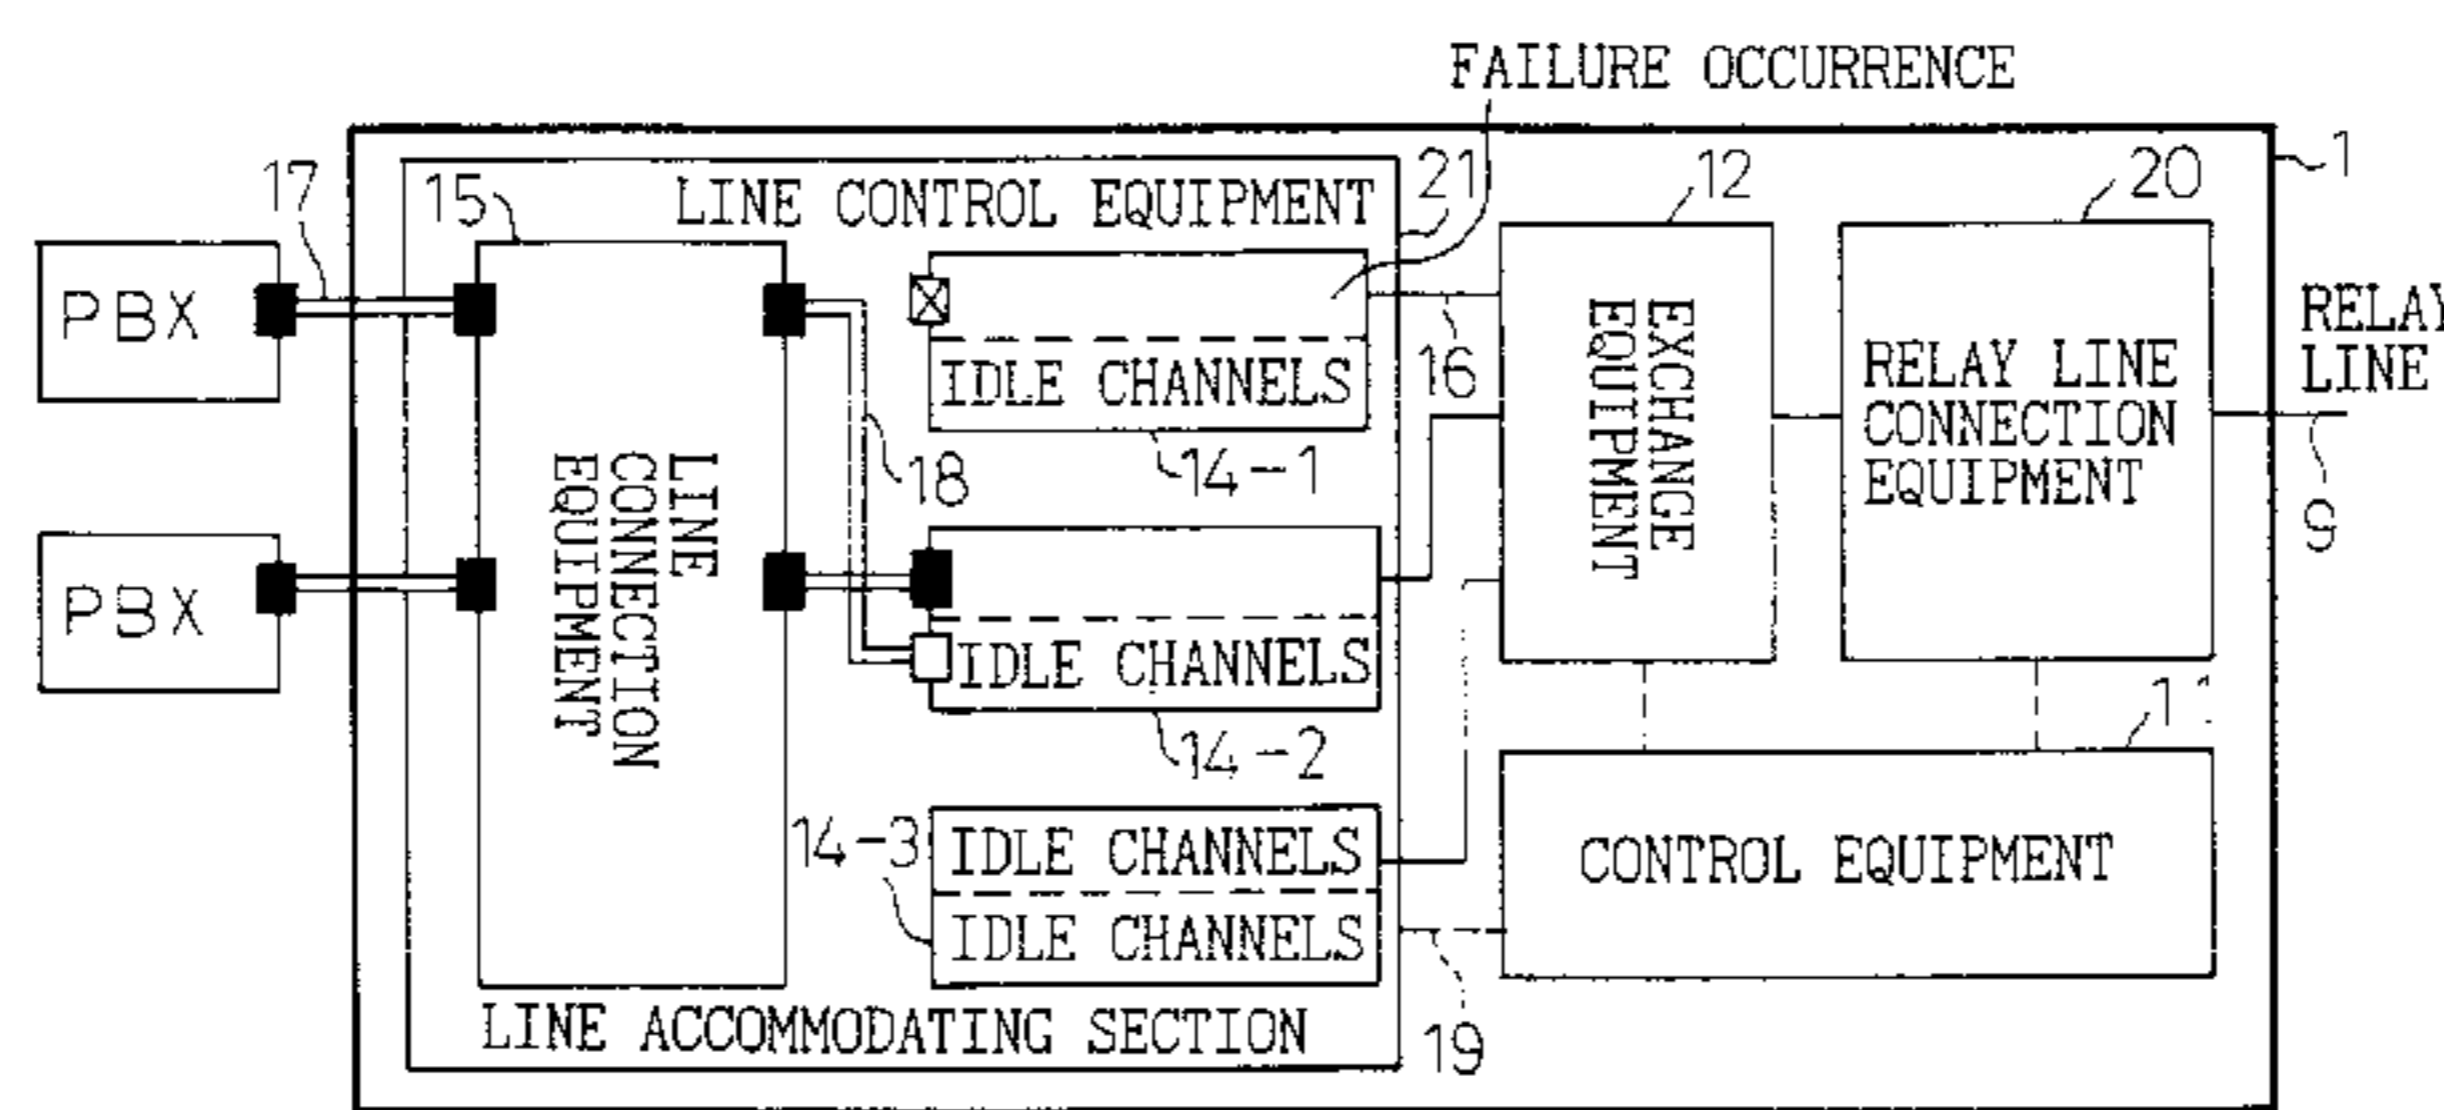 FAILURE OCCURRENCE
1
17
15
LINE CONTROL EQUIPMENT
21
12
20
PBX
EXCHANGE
EQUIPMENT
RELAY LINE
CONNECTION
EQUIPMENT
RELAY
LINE
16
IDLE CHANNELS
14-1
18
9
LINE
CONNECTION
EQUIPMENT
PBX
IDLE CHANNELS
14-2
11
14-3
IDLE CHANNELS
IDLE CHANNELS
CONTROL EQUIPMENT
LINE ACCOMMODATING SECTION
19